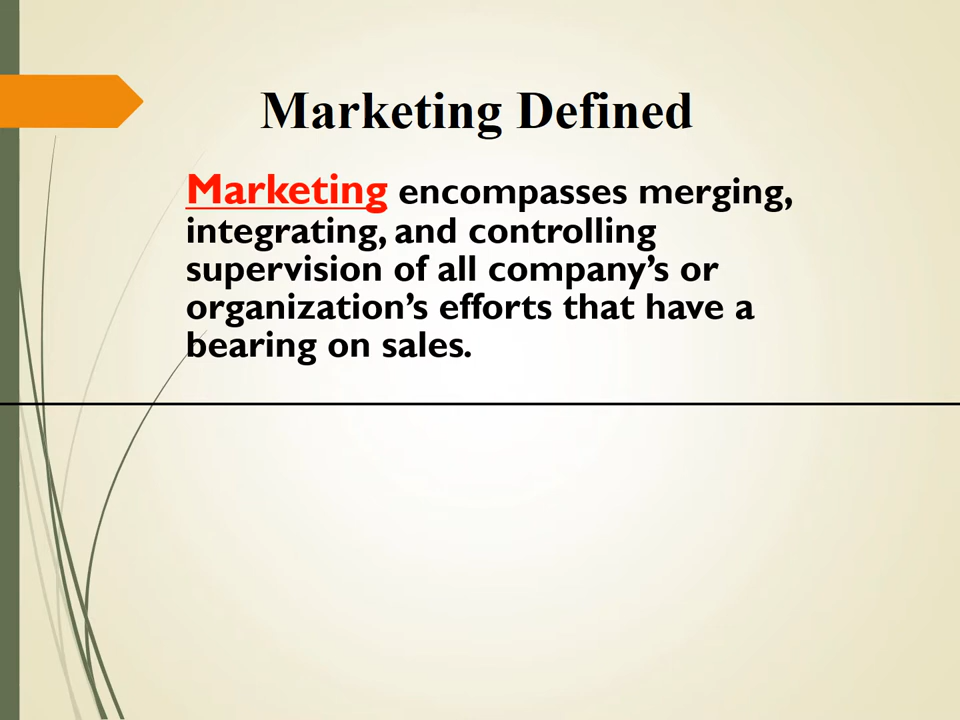 Marketing Defined
Marketing encompasses merging,
integrating, and controlling
supervision of all company’s or
organization’s efforts that have a
bearing on sales.